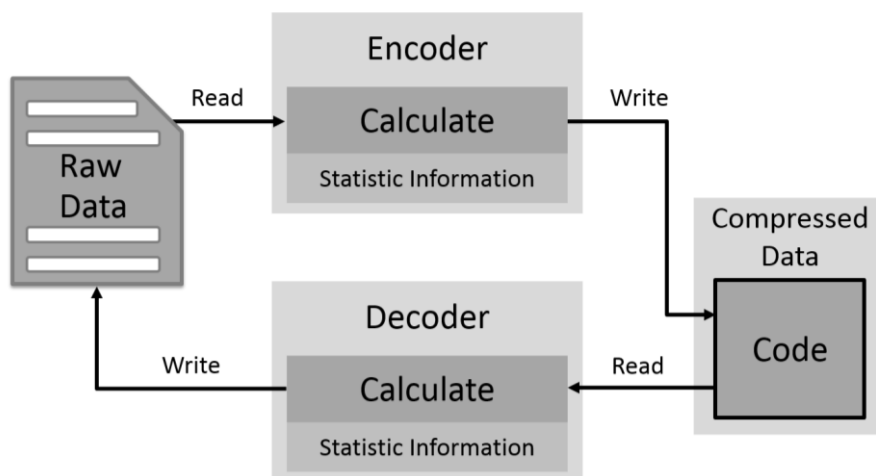 Encoder
Read
Calculate
Write
Statistic Information
Raw
Data
Compressed
Data
Code
Decoder
Write
Calculate
Read
Statistic Information